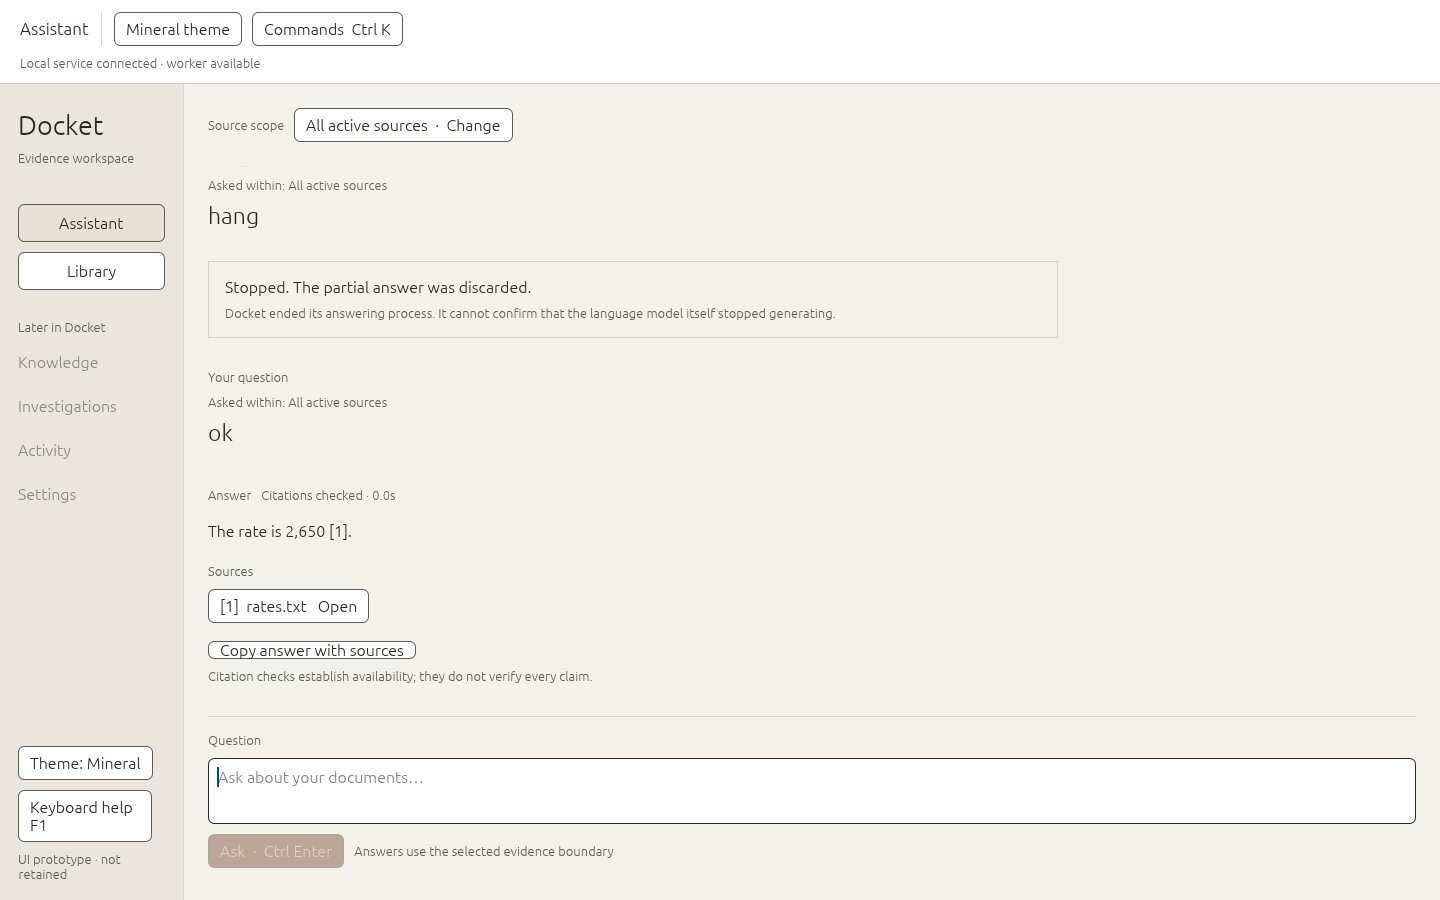 Assistant
Mineral theme
Commands Ctrl K
Local service connected · worker available
Docket
Evidence workspace
Assistant
Library
Later in Docket
Knowledge
Investigations
Activity
Settings
Theme: Mineral
Keyboard help
F1
UI prototype · not
retained
Source scope
All active sources · Change
Asked within: All active sources
hang
Stopped. The partial answer was discarded.
Docket ended its answering process. It cannot confirm that the language model itself stopped generating.
Your question
Asked within: All active sources
ok
Answer Citations checked · 0.0s
The rate is 2,650 [1].
Sources
[1] rates.txt Open
Copy answer with sources
Citation checks establish availability; they do not verify every claim.
Question
Ask about your documents…
Ask · Ctrl Enter
Answers use the selected evidence boundary